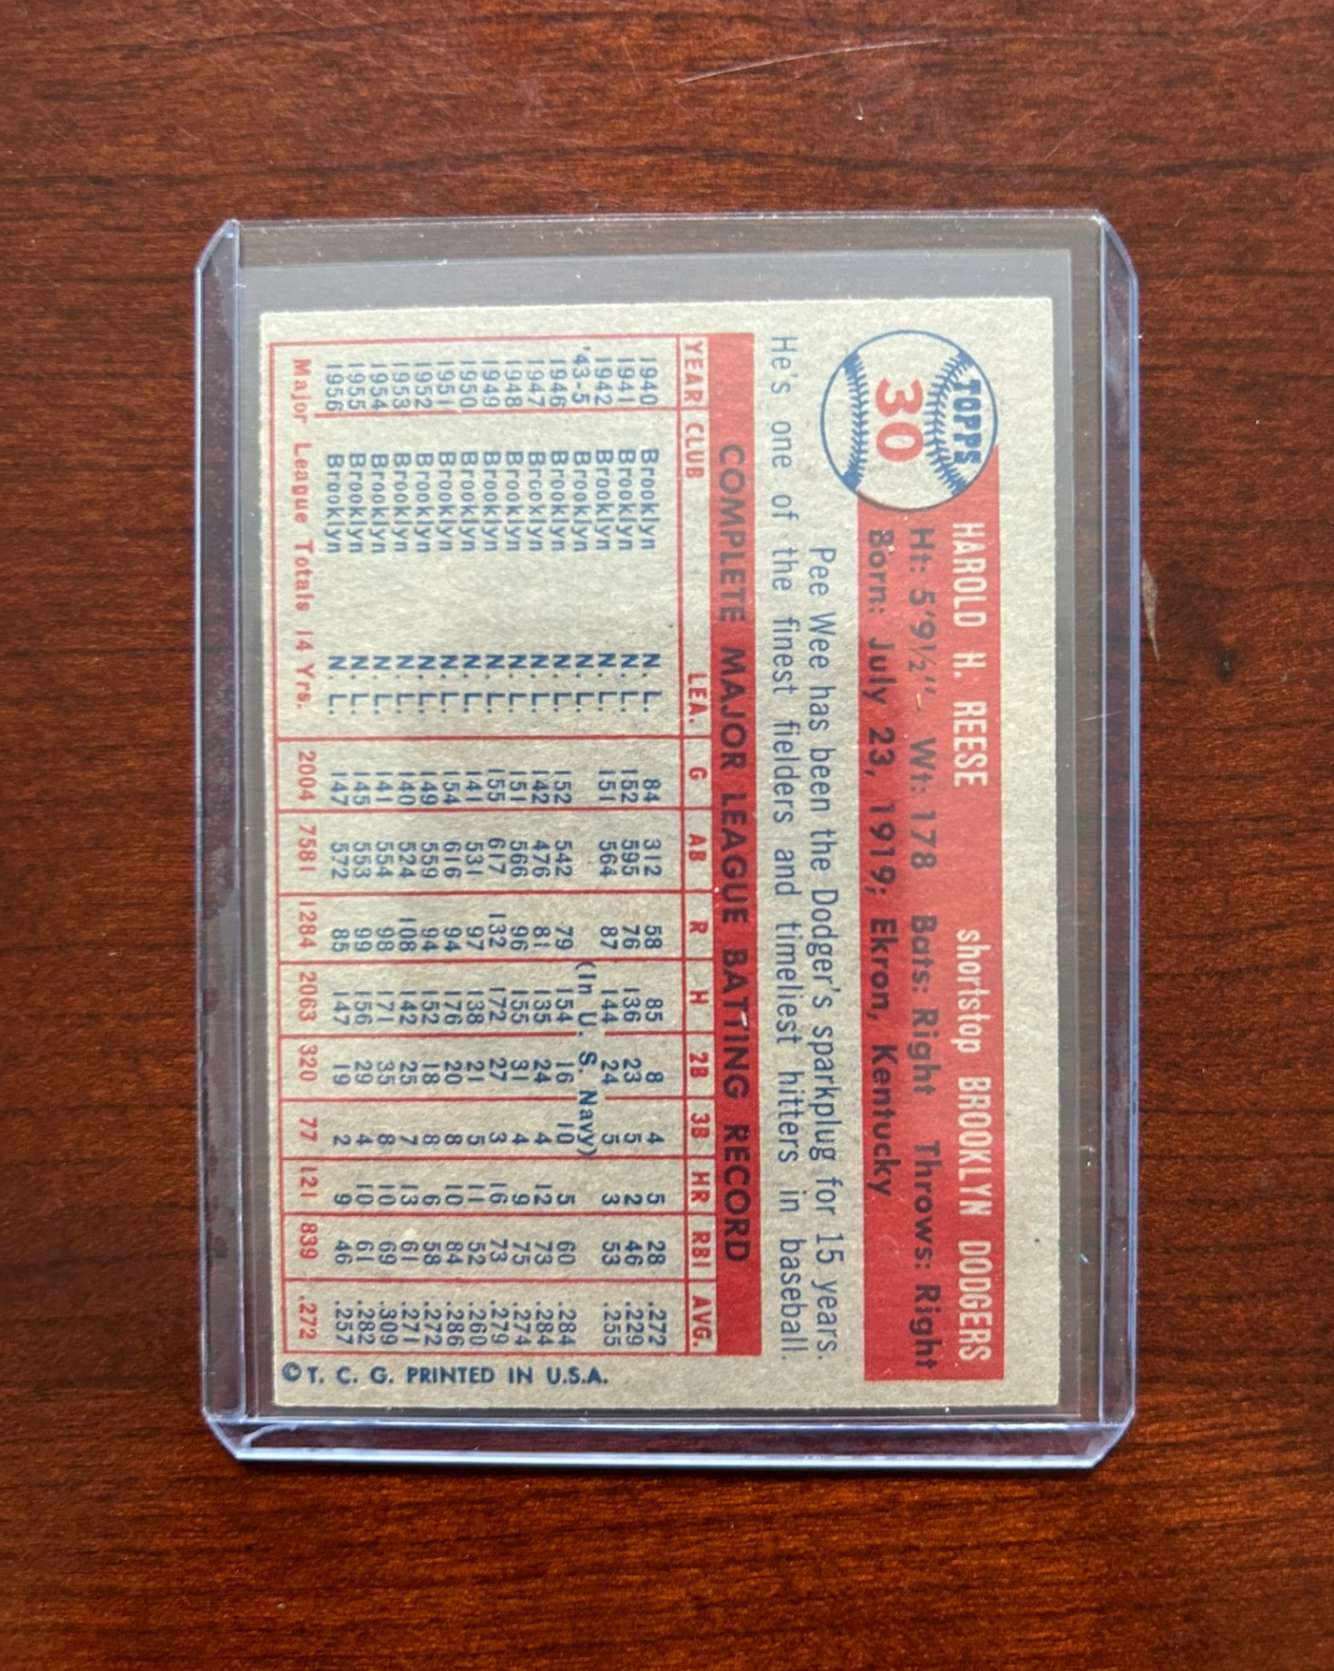 TOPPS
30
HAROLD H. REESE shortstop BROOKLYN DODGERS
Ht: 5'9½" Wt: 178 Bats: Right Throws: Right
Born: July 23, 1919; Ekron, Kentucky
Pee Wee has been the Dodger's sparkplug for 15 years.
He's one of the finest fielders and timeliest hitters in baseball.
COMPLETE MAJOR LEAGUE BATTING RECORD
YEAR CLUB LEA. G AB R H 2B 3B HR RBI AVG.
1940 Brooklyn N. L. 84 312 58 85 8 4 5 28 .272
1941 Brooklyn N. L. 152 595 76 136 23 5 2 46 .229
1942 Brooklyn N. L. 151 564 87 144 24 5 3 53 .255
'43-5 Brooklyn N. L. (In U. S. Navy)
1946 Brooklyn N. L. 152 542 79 154 16 10 5 60 .284
1947 Brooklyn N. L. 142 476 81 135 24 4 12 73 .284
1948 Brooklyn N. L. 151 566 96 155 31 4 9 75 .274
1949 Brooklyn N. L. 155 617 132 172 27 3 16 73 .279
1950 Brooklyn N. L. 141 531 97 138 21 5 11 52 .260
1951 Brooklyn N. L. 154 616 94 176 20 8 10 84 .286
1952 Brooklyn N. L. 149 559 94 152 18 8 6 58 .272
1953 Brooklyn N. L. 140 524 108 142 25 7 13 61 .271
1954 Brooklyn N. L. 141 554 98 171 35 8 10 69 .309
1955 Brooklyn N. L. 145 553 99 156 29 4 10 61 .282
1956 Brooklyn N. L. 147 572 85 147 19 2 9 46 .257
Major League Totals 14 Yrs. 2004 7581 1284 2063 320 77 121 839 .272
© T. C. G. PRINTED IN U.S.A.